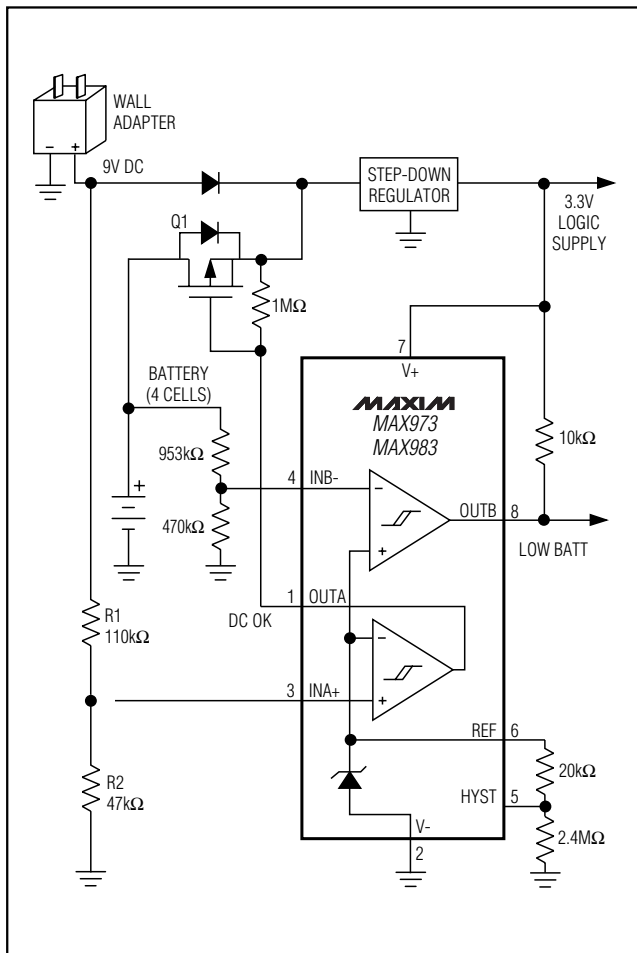 WALL
ADAPTER
-
+
9V DC
STEP-DOWN
REGULATOR
3.3V
LOGIC
SUPPLY
Q1
1MΩ
7
V+
BATTERY
(4 CELLS)
MAXIM
MAX973
MAX983
10kΩ
953kΩ
4
INB-
-
+
470kΩ
+
OUTB
8
LOW BATT
1
OUTA
DC OK
R1
110kΩ
-
+
3
INA+
REF
6
R2
47kΩ
20kΩ
HYST
5
V-
2
2.4MΩ